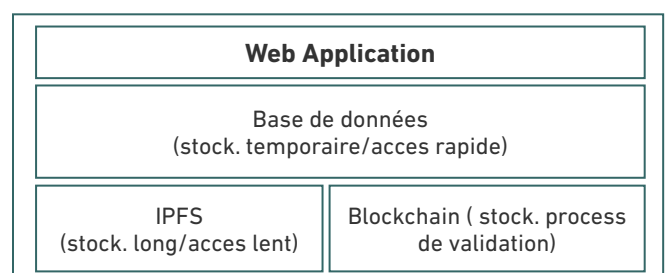 Web Application
Base de données
(stock. temporaire/acces rapide)
IPFS
(stock. long/acces lent)
Blockchain ( stock. process
de validation)